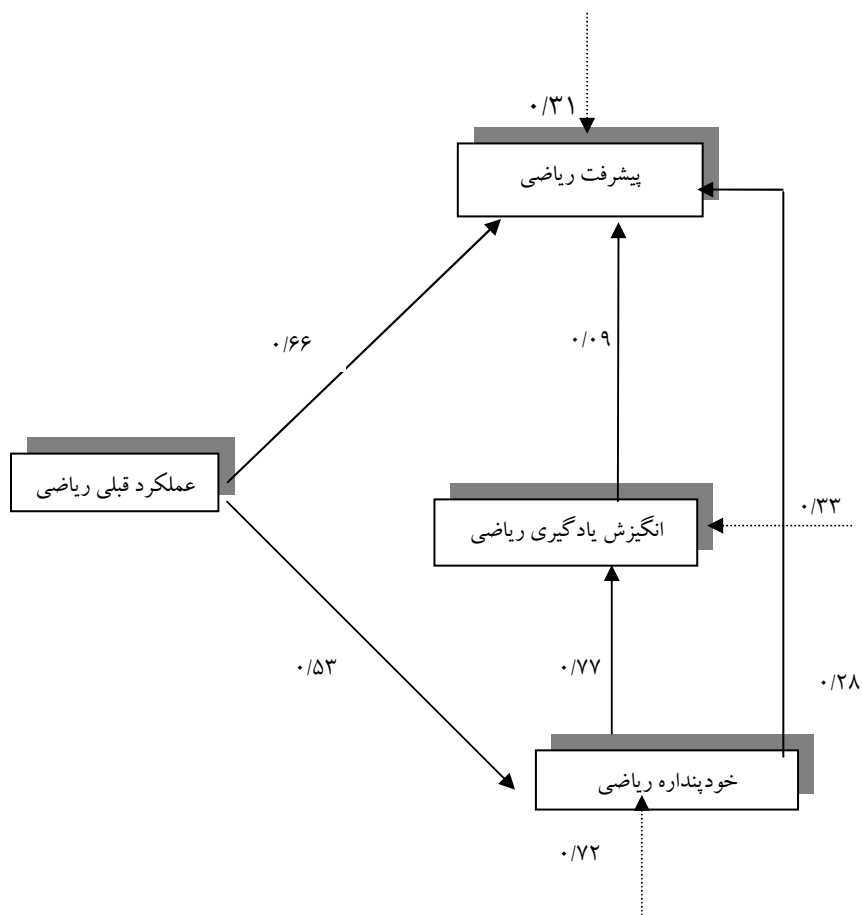 ۰/۳۱
پیشرفت ریاضی
۰/۶۶
۰/۰۹
عملکرد قبلی ریاضی
انگیزش یادگیری ریاضی
۰/۳۳
۰/۵۳
۰/۷۷
۰/۲۸
خودپنداره ریاضی
۰/۷۲